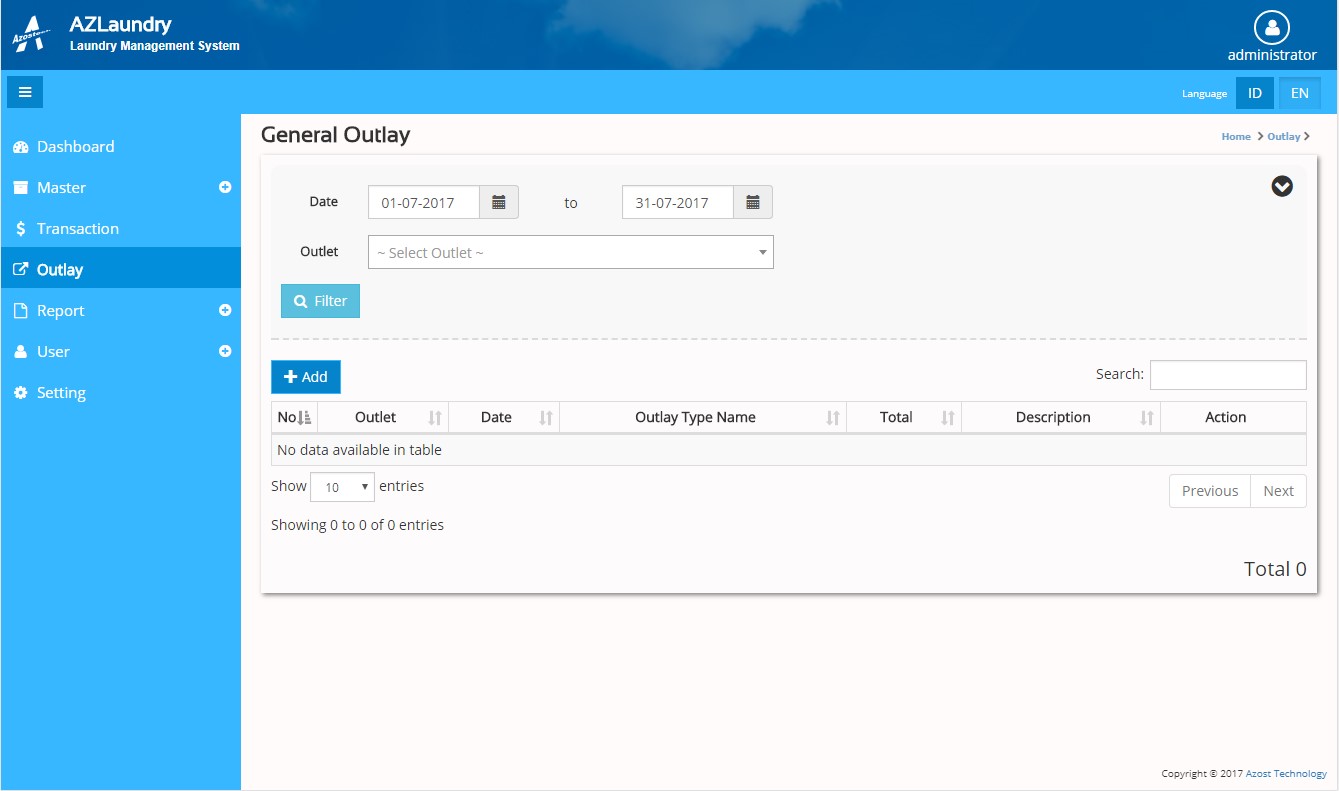 Azost
AZLaundry
Laundry Management System
administrator
Language ID EN
Dashboard
Master
Transaction
Outlay
Report
User
Setting
General Outlay
Home Outlay
Date 01-07-2017 to 31-07-2017
Outlet ~ Select Outlet ~
Filter
Add
Search:
No Outlet Date Outlay Type Name Total Description Action
No data available in table
Show 10 entries
Previous Next
Showing 0 to 0 of 0 entries
Total 0
Copyright © 2017 Azost Technology